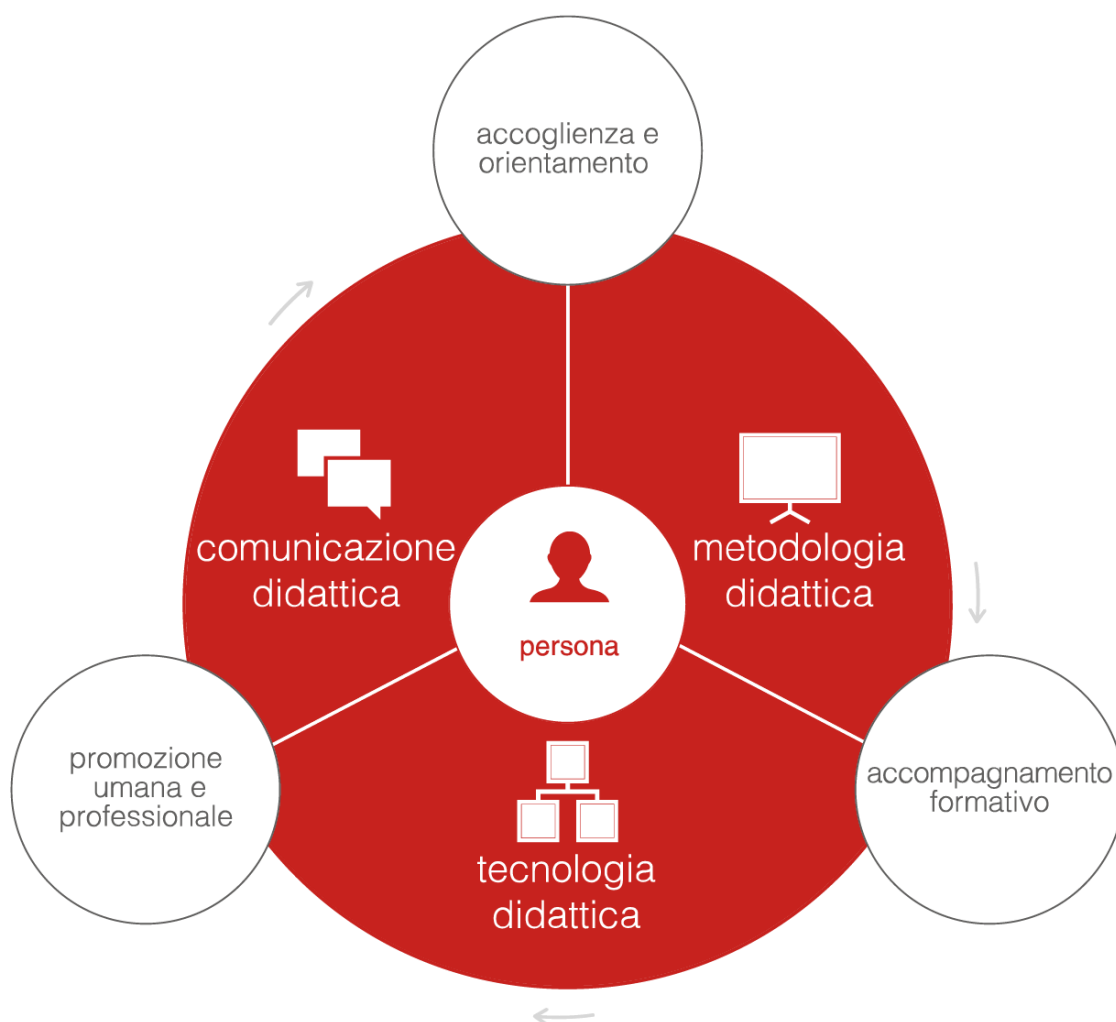 accoglienza e
orientamento
comunicazione
didattica
metodologia
didattica
persona
promozione
umana e
professionale
accompagnamento
formativo
tecnologia
didattica